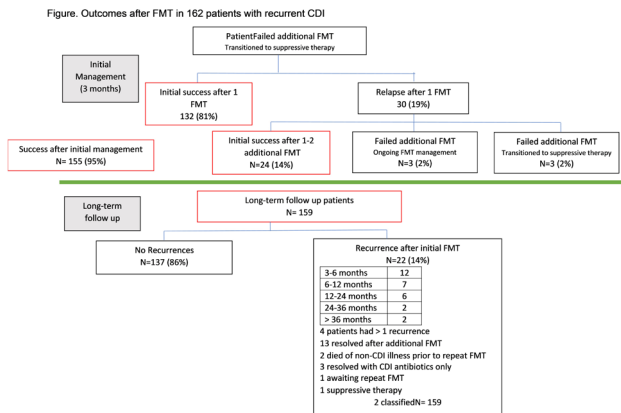 Figure. Outcomes after FMT in 162 patients with recurrent CDI
PatientFailed additional FMT
Transitioned to suppressive therapy
Initial
Management
(3 months)
Initial success after 1
FMT
132 (81%)
Relapse after 1 FMT
30 (19%)
Success after initial management
N= 155 (95%)
Initial success after 1-2
additional FMT
N=24 (14%)
Failed additional FMT
Ongoing FMT management
N=3 (2%)
Failed additional FMT
Transitioned to suppressive therapy
N=3 (2%)
Long-term
follow up
Long-term follow up patients
N= 159
No Recurrences
N=137 (86%)
Recurrence after initial FMT
N=22 (14%)
3-6 months 12
6-12 months 7
12-24 months 6
24-36 months 2
> 36 months 2
4 patients had > 1 recurrence
13 resolved after additional FMT
2 died of non-CDI illness prior to repeat FMT
3 resolved with CDI antibiotics only
1 awaiting repeat FMT
1 suppressive therapy
2 classifiedN= 159